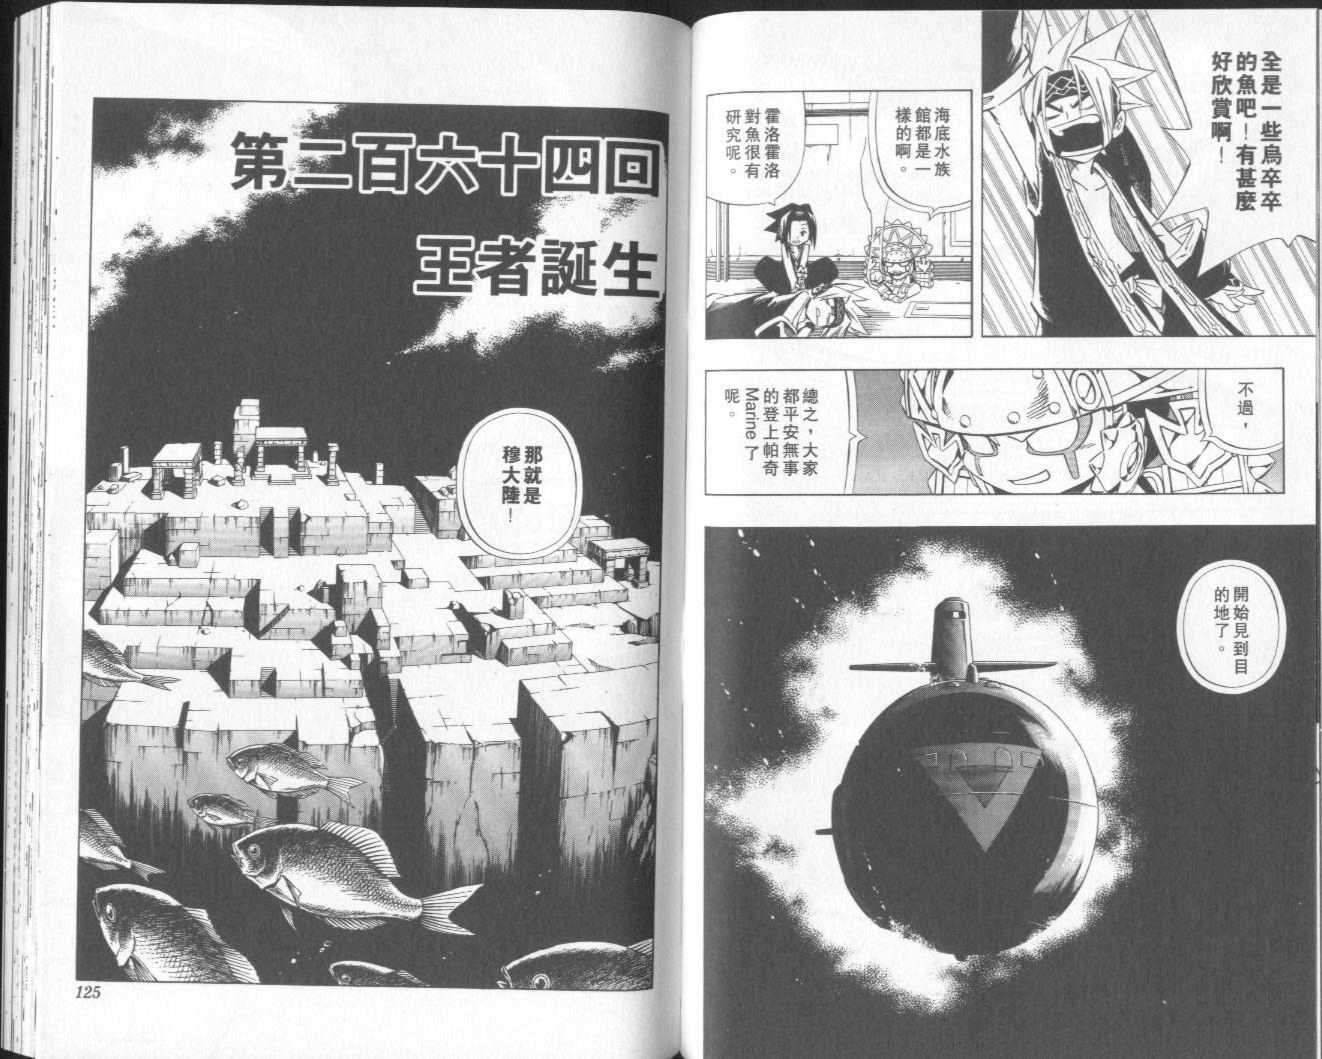 全是一些烏卒卒
的魚吧！有甚麼
好欣賞啊！
海底水族
館都是一
樣的啊。
霍洛霍洛
對魚很有
研究呢。
不過，
總之，大家
都平安無事
的登上帕奇
Marine了
呢。
開始見到目
的地了。
第二百六十四回
王者誕生
那就是
穆大陸！
125